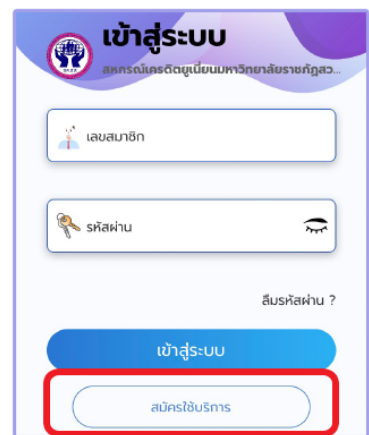 เข้าสู่ระบบ
สหกรณ์เครดิตยูเนี่ยนมหาวิทยาลัยราชภัฏสว...
เลขสมาชิก
รหัสผ่าน
ลืมรหัสผ่าน ?
เข้าสู่ระบบ
สมัครใช้บริการ